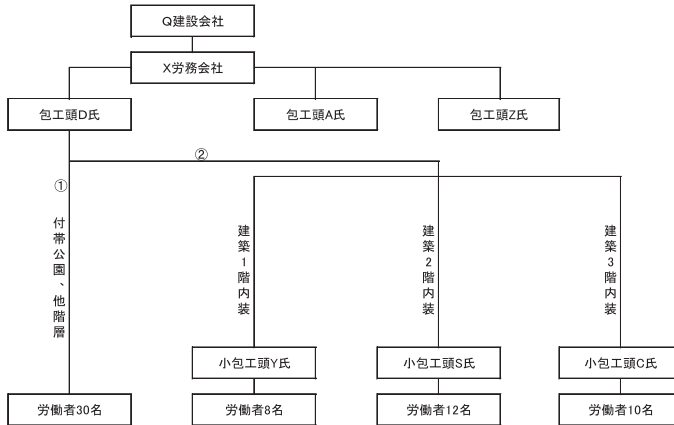 Q建設会社
X労務会社
包工頭D氏
包工頭A氏
包工頭Z氏
②
①
付帯公園、他階層
建築1階内装
建築2階内装
建築3階内装
小包工頭Y氏
小包工頭S氏
小包工頭C氏
労働者30名
労働者8名
労働者12名
労働者10名